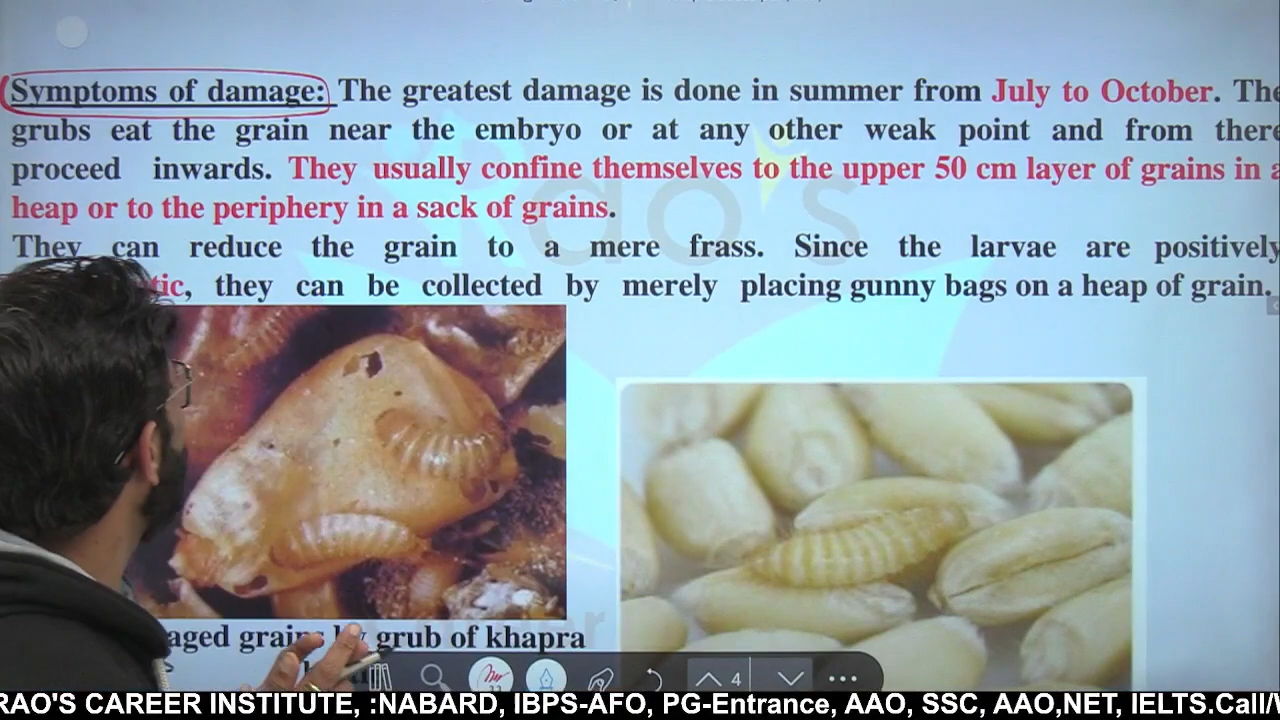 Symptoms of damage: The greatest damage is done in summer from July to October. The
grubs eat the grain near the embryo or at any other weak point and from there
proceed inwards. They usually confine themselves to the upper 50 cm layer of grains in a
heap or to the periphery in a sack of grains.
They can reduce the grain to a mere frass. Since the larvae are positively
tic, they can be collected by merely placing gunny bags on a heap of grain.
ao's
aged grains by grub of khapra
4
RAO'S CAREER INSTITUTE, :NABARD, IBPS-AFO, PG-Entrance, AAO, SSC, AAO,NET, IELTS.Call/